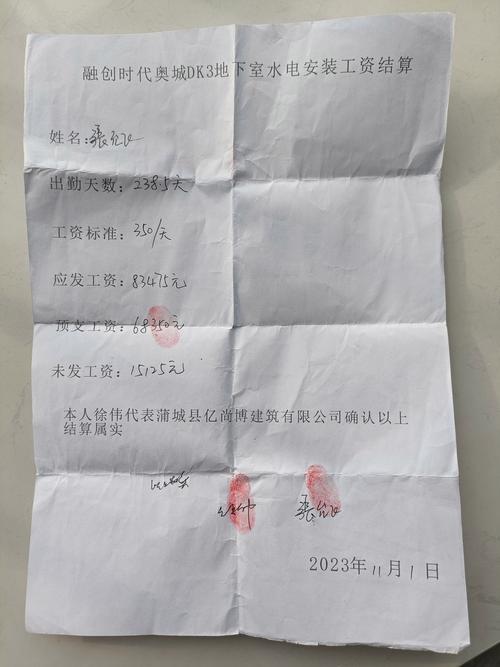 融创时代奥城DK3地下室水电安装工资结算
姓名:张
出勤天数:238.5天
工资标准:350/天
应发工资:83475元
预支工资:68350元
未发工资:15125元
本人徐伟代表蒲城县亿尚博建筑有限公司确认以上
结算属实
张
2023年11月1日